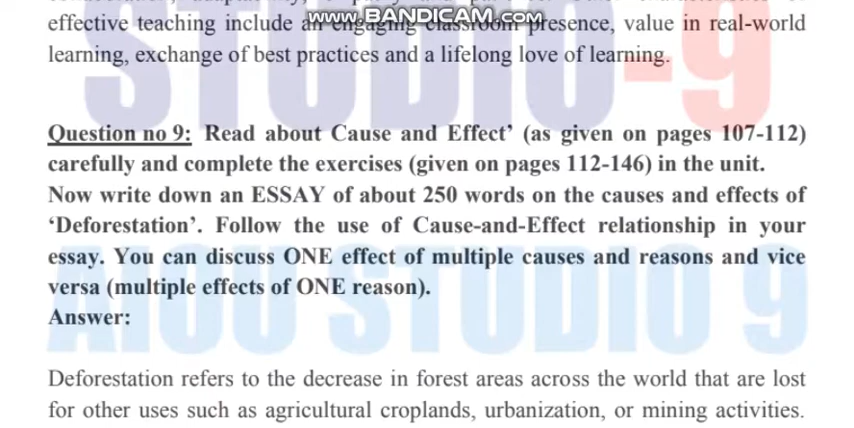 effective teaching include an engaging classroom presence, value in real-world
www.BANDICAM.com
learning, exchange of best practices and a lifelong love of learning.
STUDIO-9
Question no 9: Read about Cause and Effect’ (as given on pages 107-112)
carefully and complete the exercises (given on pages 112-146) in the unit.
Now write down an ESSAY of about 250 words on the causes and effects of
‘Deforestation’. Follow the use of Cause-and-Effect relationship in your
essay. You can discuss ONE effect of multiple causes and reasons and vice
versa (multiple effects of ONE reason).
Answer:
AIOU STUDIO 9
Deforestation refers to the decrease in forest areas across the world that are lost
for other uses such as agricultural croplands, urbanization, or mining activities.